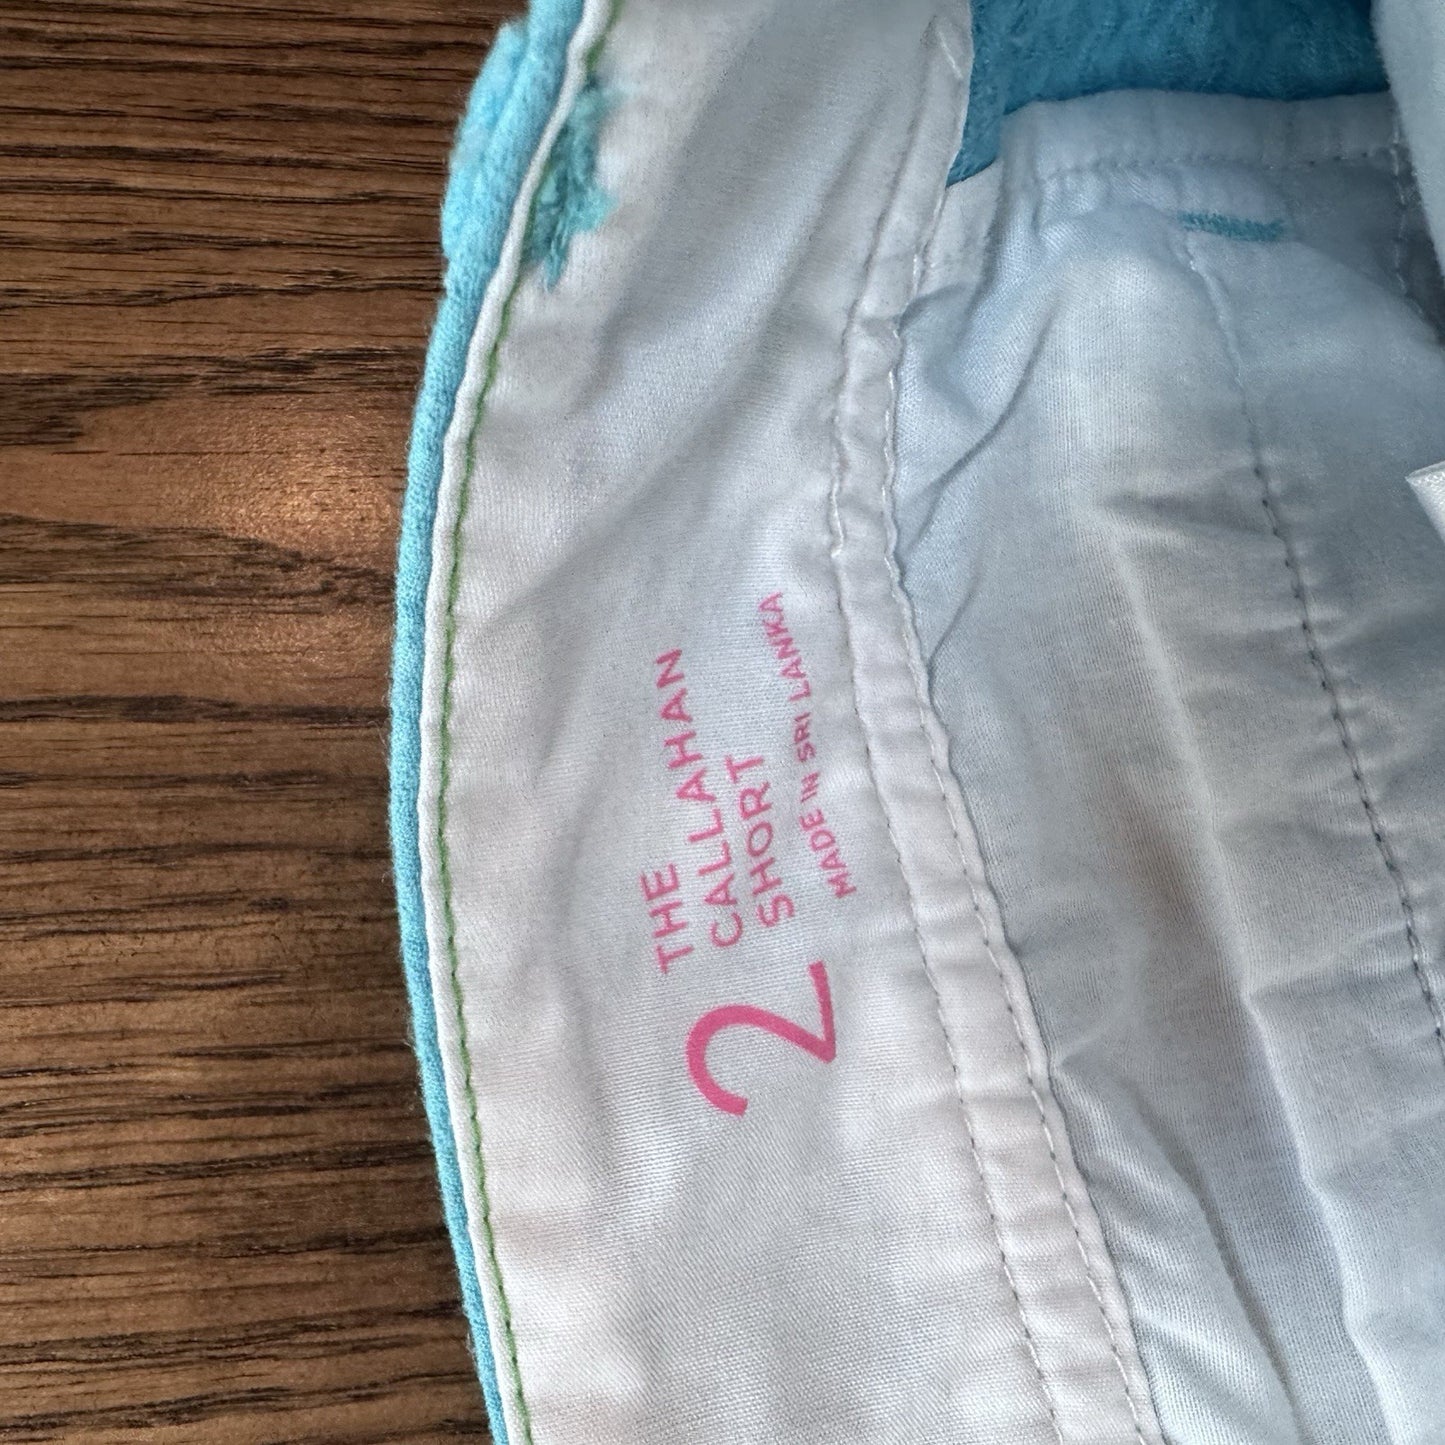 2
THE
CALLAHAN
SHORT
MADE IN SRI LANKA